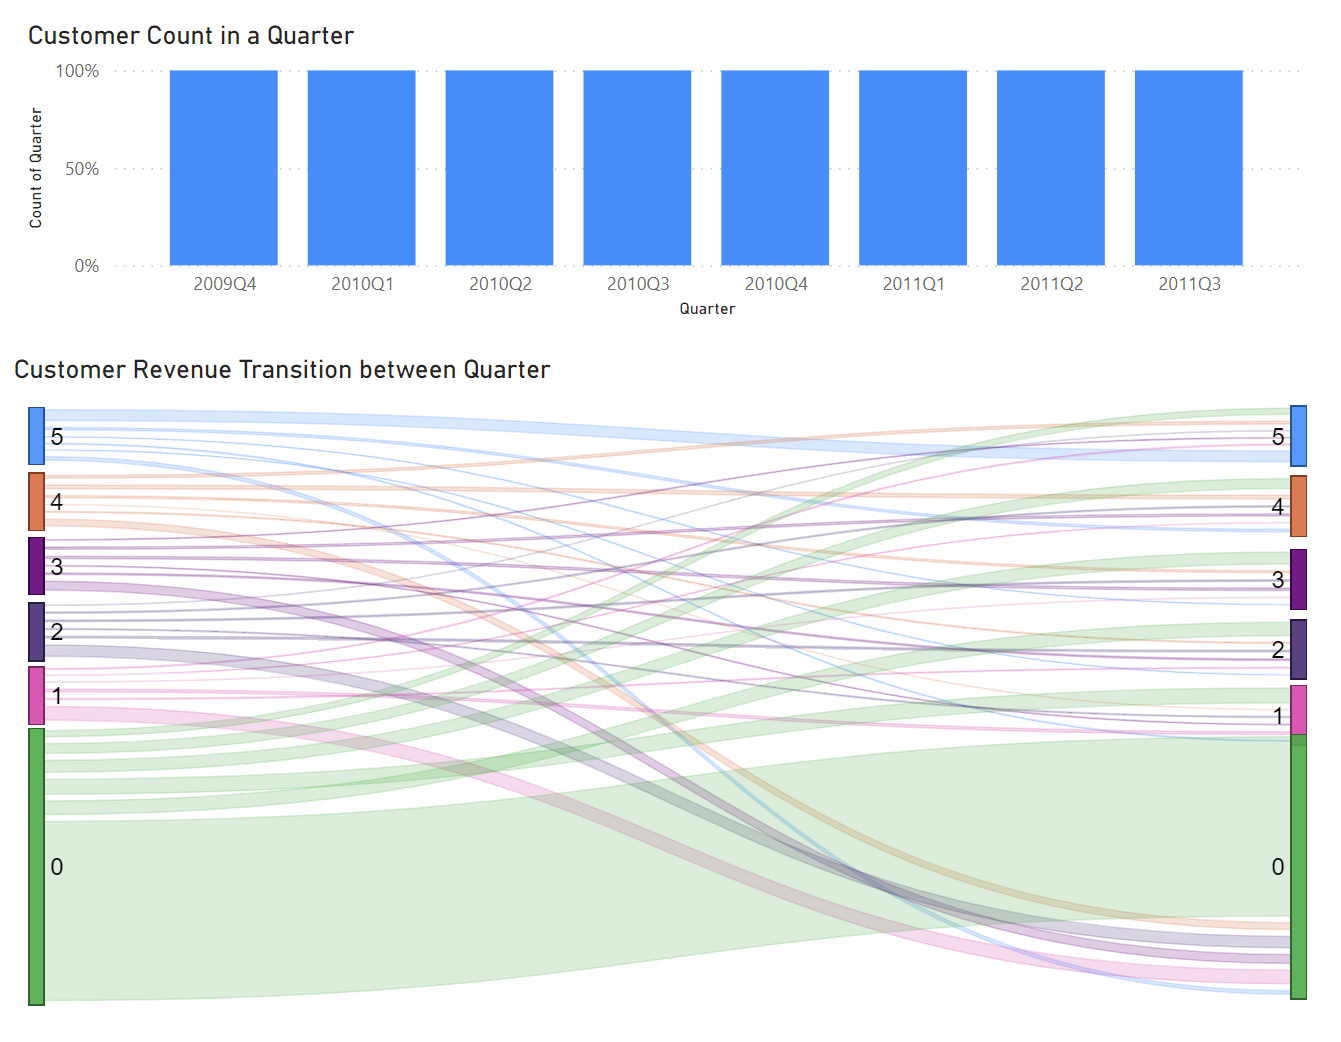 Customer Count in a Quarter
100%
50%
0%
Count of Quarter
2009Q4 2010Q1 2010Q2 2010Q3 2010Q4 2011Q1 2011Q2 2011Q3
Quarter
Customer Revenue Transition between Quarter
5 5
4 4
3 3
2 2
1 1
0 0